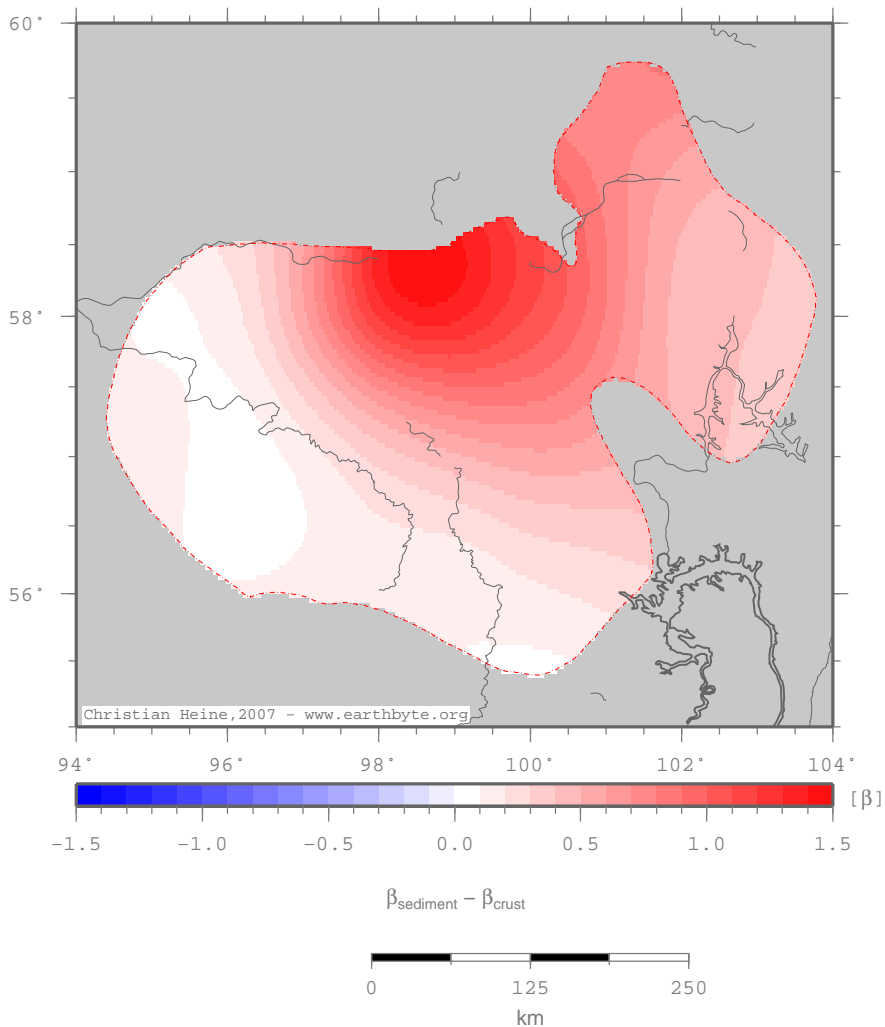 60°
58°
56°
Christian Heine,2007 - www.earthbyte.org
94° 96° 98° 100° 102° 104°
[β]
−1.5 −1.0 −0.5 0.0 0.5 1.0 1.5
βsediment − βcrust
0 125 250
km